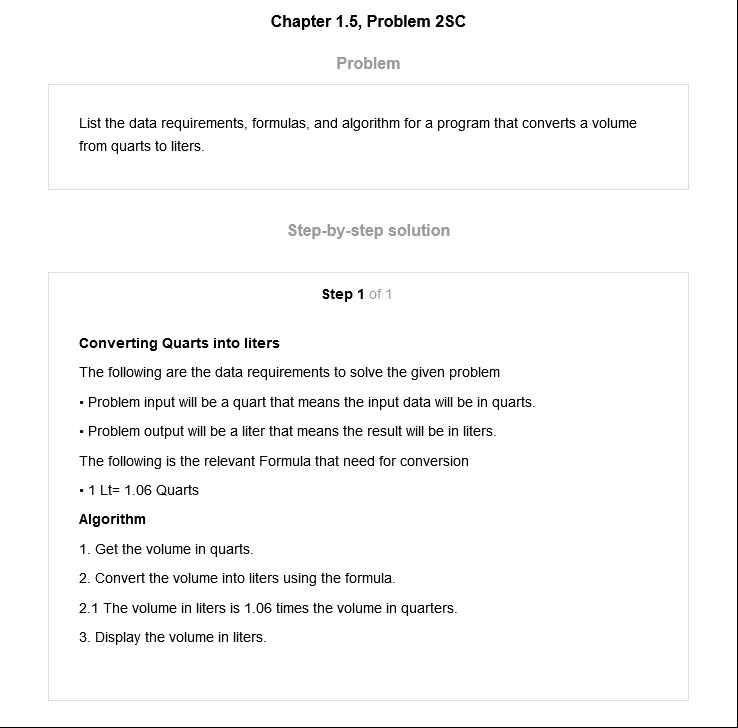 Chapter 1.5, Problem 2SC
Problem
List the data requirements, formulas, and algorithm for a program that converts a volume
from quarts to liters.
Step-by-step solution
Step 1 of 1
Converting Quarts into liters
The following are the data requirements to solve the given problem
• Problem input will be a quart that means the input data will be in quarts.
• Problem output will be a liter that means the result will be in liters.
The following is the relevant Formula that need for conversion
• 1 Lt= 1.06 Quarts
Algorithm
1. Get the volume in quarts.
2. Convert the volume into liters using the formula.
2.1 The volume in liters is 1.06 times the volume in quarters.
3. Display the volume in liters.